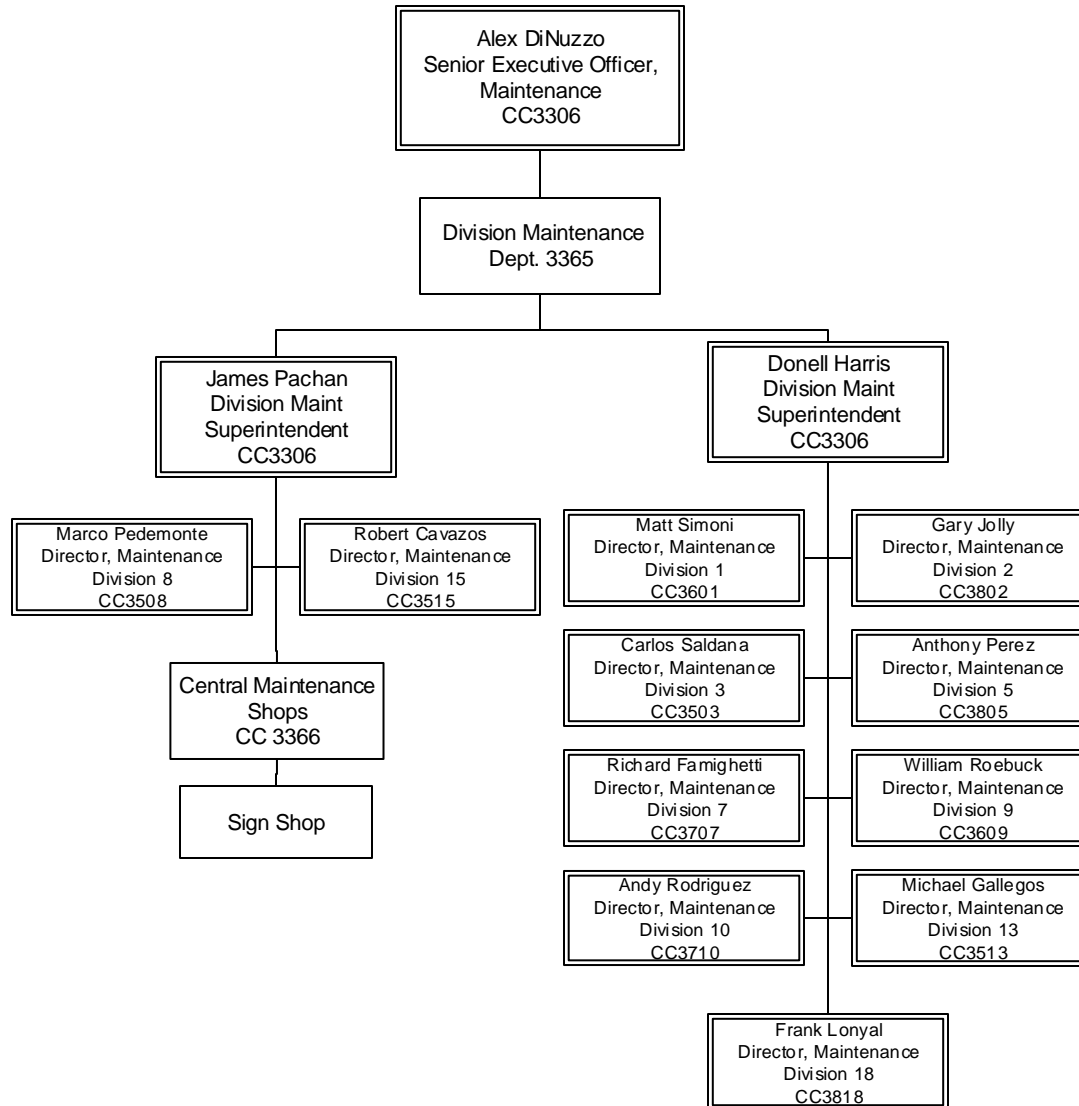 Alex DiNuzzo
Senior Executive Officer,
Maintenance
CC3306
Division Maintenance
Dept. 3365
James Pachan
Division Maint
Superintendent
CC3306
Donell Harris
Division Maint
Superintendent
CC3306
Marco Pedemonte
Director, Maintenance
Division 8
CC3508
Robert Cavazos
Director, Maintenance
Division 15
CC3515
Central Maintenance
Shops
CC 3366
Sign Shop
Matt Simoni
Director, Maintenance
Division 1
CC3601
Gary Jolly
Director, Maintenance
Division 2
CC3802
Carlos Saldana
Director, Maintenance
Division 3
CC3503
Anthony Perez
Director, Maintenance
Division 5
CC3805
Richard Famighetti
Director, Maintenance
Division 7
CC3707
William Roebuck
Director, Maintenance
Division 9
CC3609
Andy Rodriguez
Director, Maintenance
Division 10
CC3710
Michael Gallegos
Director, Maintenance
Division 13
CC3513
Frank Lonyal
Director, Maintenance
Division 18
CC3818